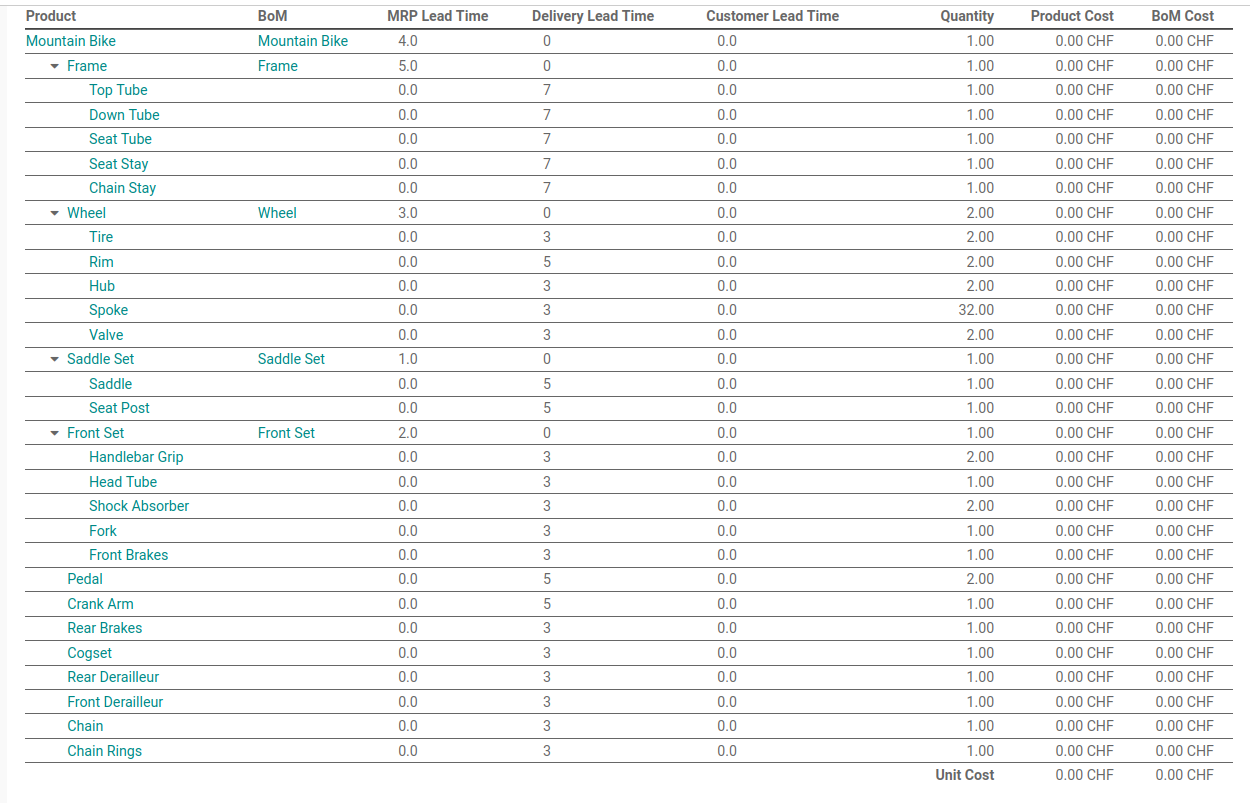 Product BoM MRP Lead Time Delivery Lead Time Customer Lead Time Quantity Product Cost BoM Cost
Mountain Bike Mountain Bike 4.0 0 0.0 1.00 0.00 CHF 0.00 CHF
Frame Frame 5.0 0 0.0 1.00 0.00 CHF 0.00 CHF
Top Tube 0.0 7 0.0 1.00 0.00 CHF 0.00 CHF
Down Tube 0.0 7 0.0 1.00 0.00 CHF 0.00 CHF
Seat Tube 0.0 7 0.0 1.00 0.00 CHF 0.00 CHF
Seat Stay 0.0 7 0.0 1.00 0.00 CHF 0.00 CHF
Chain Stay 0.0 7 0.0 1.00 0.00 CHF 0.00 CHF
Wheel Wheel 3.0 0 0.0 2.00 0.00 CHF 0.00 CHF
Tire 0.0 3 0.0 2.00 0.00 CHF 0.00 CHF
Rim 0.0 5 0.0 2.00 0.00 CHF 0.00 CHF
Hub 0.0 3 0.0 2.00 0.00 CHF 0.00 CHF
Spoke 0.0 3 0.0 32.00 0.00 CHF 0.00 CHF
Valve 0.0 3 0.0 2.00 0.00 CHF 0.00 CHF
Saddle Set Saddle Set 1.0 0 0.0 1.00 0.00 CHF 0.00 CHF
Saddle 0.0 5 0.0 1.00 0.00 CHF 0.00 CHF
Seat Post 0.0 5 0.0 1.00 0.00 CHF 0.00 CHF
Front Set Front Set 2.0 0 0.0 1.00 0.00 CHF 0.00 CHF
Handlebar Grip 0.0 3 0.0 2.00 0.00 CHF 0.00 CHF
Head Tube 0.0 3 0.0 1.00 0.00 CHF 0.00 CHF
Shock Absorber 0.0 3 0.0 2.00 0.00 CHF 0.00 CHF
Fork 0.0 3 0.0 1.00 0.00 CHF 0.00 CHF
Front Brakes 0.0 3 0.0 1.00 0.00 CHF 0.00 CHF
Pedal 0.0 5 0.0 2.00 0.00 CHF 0.00 CHF
Crank Arm 0.0 5 0.0 1.00 0.00 CHF 0.00 CHF
Rear Brakes 0.0 3 0.0 1.00 0.00 CHF 0.00 CHF
Cogset 0.0 3 0.0 1.00 0.00 CHF 0.00 CHF
Rear Derailleur 0.0 3 0.0 1.00 0.00 CHF 0.00 CHF
Front Derailleur 0.0 3 0.0 1.00 0.00 CHF 0.00 CHF
Chain 0.0 3 0.0 1.00 0.00 CHF 0.00 CHF
Chain Rings 0.0 3 0.0 1.00 0.00 CHF 0.00 CHF
Unit Cost 0.00 CHF 0.00 CHF